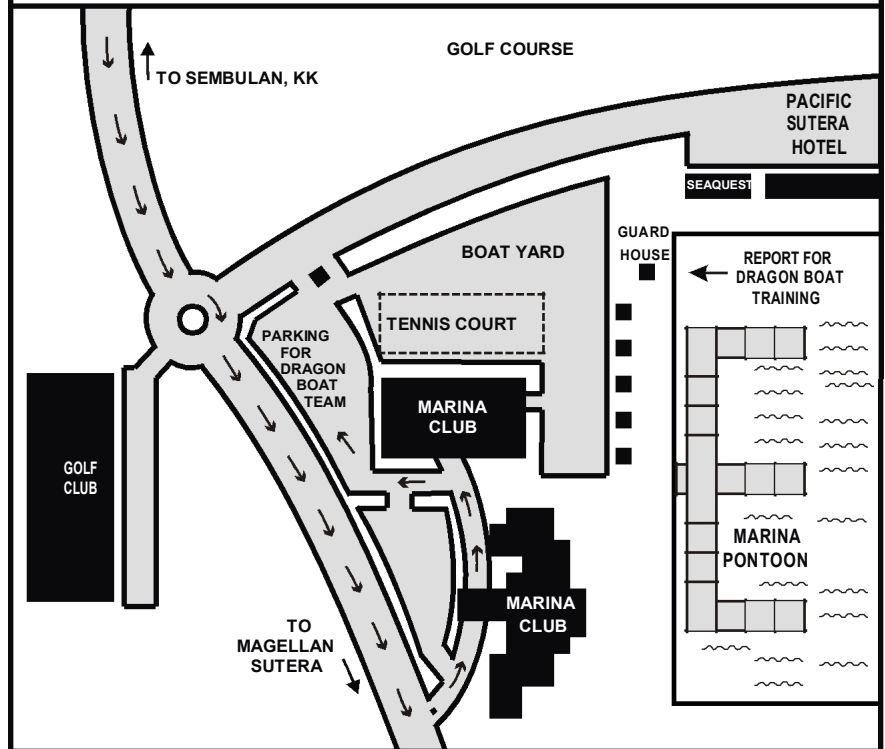 GOLF COURSE
TO SEMBULAN, KK
PACIFIC
SUTERA
HOTEL
SEAQUEST
GUARD
HOUSE
BOAT YARD
REPORT FOR
DRAGON BOAT
TRAINING
TENNIS COURT
PARKING
FOR
DRAGON
BOAT
TEAM
MARINA
CLUB
GOLF
CLUB
MARINA
PONTOON
MARINA
CLUB
TO
MAGELLAN
SUTERA